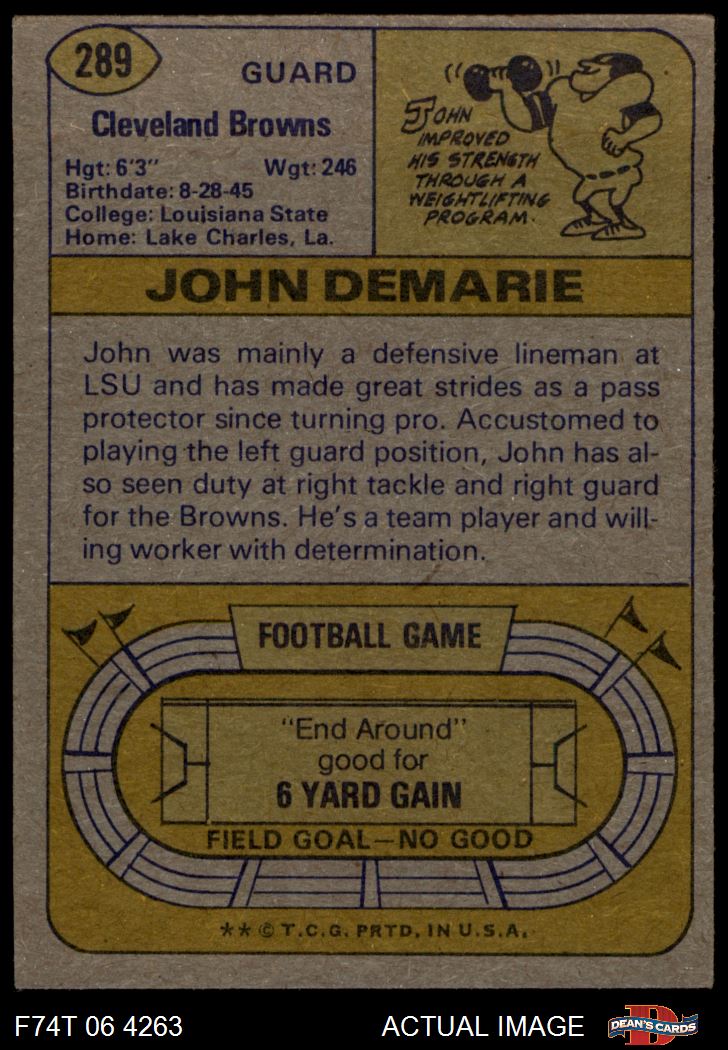 289
GUARD
Cleveland Browns
Hgt: 6'3" Wgt: 246
Birthdate: 8-28-45
College: Louisiana State
Home: Lake Charles, La.
JOHN
IMPROVED
HIS STRENGTH
THROUGH A
WEIGHTLIFTING
PROGRAM.
JOHN DEMARIE
John was mainly a defensive lineman at
LSU and has made great strides as a pass
protector since turning pro. Accustomed to
playing the left guard position, John has al-
so seen duty at right tackle and right guard
for the Browns. He's a team player and will-
ing worker with determination.
FOOTBALL GAME
"End Around"
good for
6 YARD GAIN
FIELD GOAL—NO GOOD
** © T.C.G. PRTD. IN U.S.A.
F74T 06 4263 ACTUAL IMAGE
DEAN'S CARDS